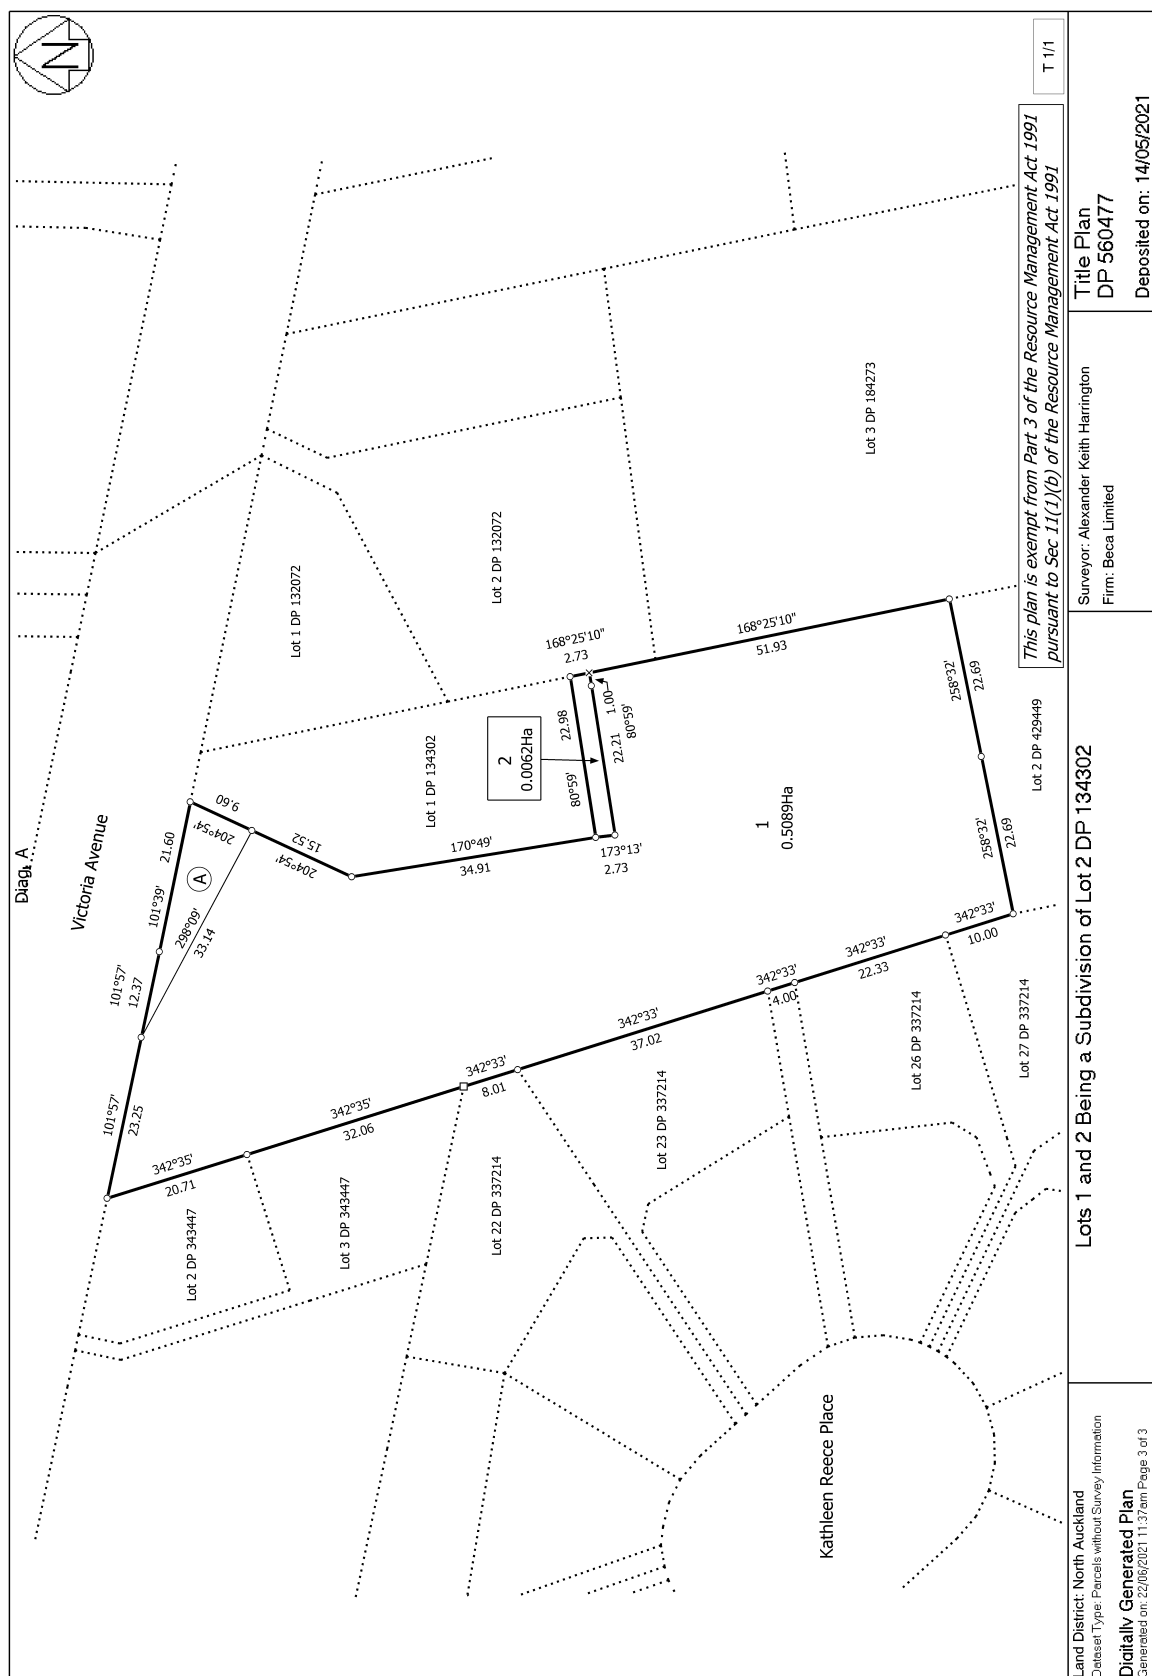 N
T 1/1
Diag. A
Victoria Avenue
Lot 1 DP 132072
Lot 2 DP 132072
Lot 3 DP 184273
Lot 1 DP 134302
Lot 2 DP 429449
101°57'
23.25
101°57'
12.37
101°39'
21.60
A
298°09'
33.14
204°54'
9.60
204°54'
15.52
170°49'
34.91
173°13'
2.73
80°59'
22.98
2
0.0062Ha
22.21
80°59'
1.00
168°25'10"
2.73
168°25'10"
51.93
258°32'
22.69
258°32'
22.69
1
0.5089Ha
342°33'
10.00
342°33'
22.33
342°33'
4.00
342°33'
37.02
342°33'
8.01
342°35'
32.06
342°35'
20.71
Lot 2 DP 343447
Lot 3 DP 343447
Lot 22 DP 337214
Lot 23 DP 337214
Lot 26 DP 337214
Lot 27 DP 337214
Kathleen Reece Place
This plan is exempt from Part 3 of the Resource Management Act 1991
pursuant to Sec 11(1)(b) of the Resource Management Act 1991
Land District: North Auckland
Dataset Type: Parcels without Survey Information
Digitally Generated Plan
Generated on: 22/06/2021 11:37am Page 3 of 3
Lots 1 and 2 Being a Subdivision of Lot 2 DP 134302
Surveyor: Alexander Keith Harrington
Firm: Beca Limited
Title Plan
DP 560477
Deposited on: 14/05/2021